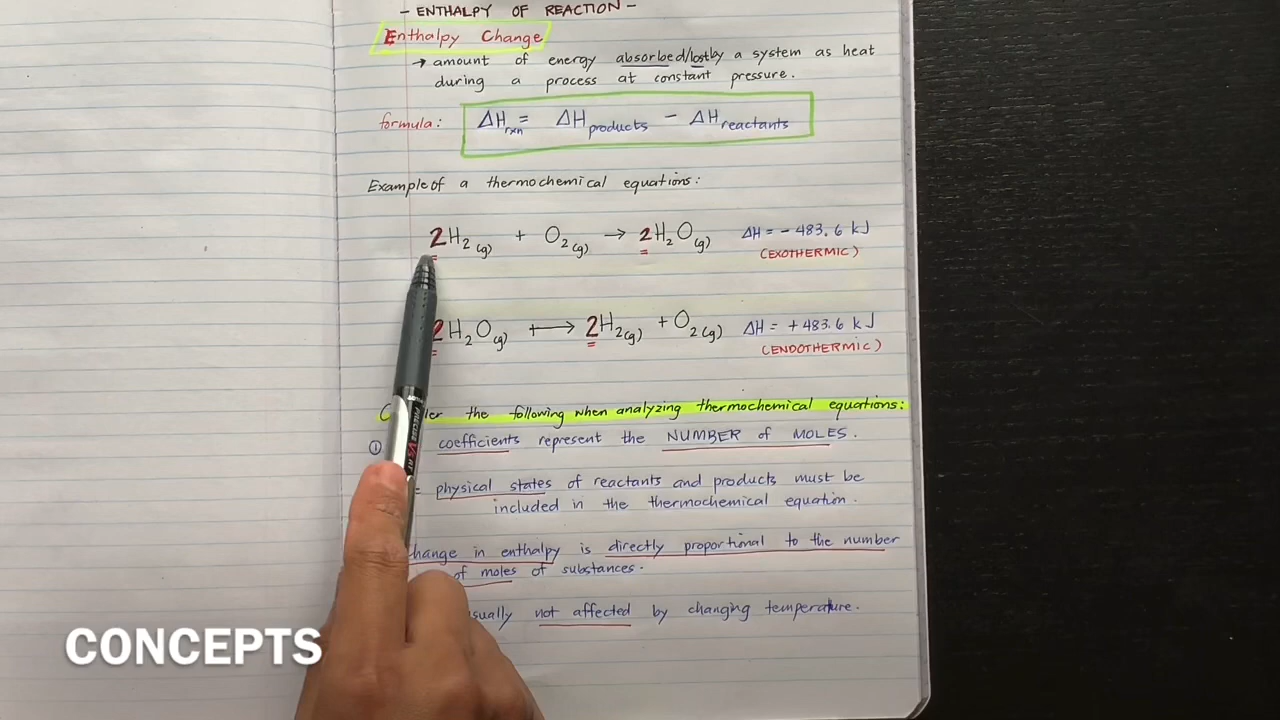 - ENTHALPY OF REACTION -
Enthalpy Change
→ amount of energy absorbed/lost by a system as heat
during a process at constant pressure.
formula: ΔHrxn = ΔHproducts - ΔHreactants
Example of a thermochemical equations:
2H2(g) + O2(g) → 2H2O(g) ΔH = - 483.6 kJ
(EXOTHERMIC)
2H2O(g) ⟼ 2H2(g) + O2(g) ΔH = +483.6 kJ
(ENDOTHERMIC)
the following when analyzing thermochemical equations:
① coefficients represent the NUMBER of MOLES.
physical states of reactants and products must be
included in the thermochemical equation.
change in enthalpy is directly proportional to the number
of moles of substances.
not affected by changing temperature.
CONCEPTS